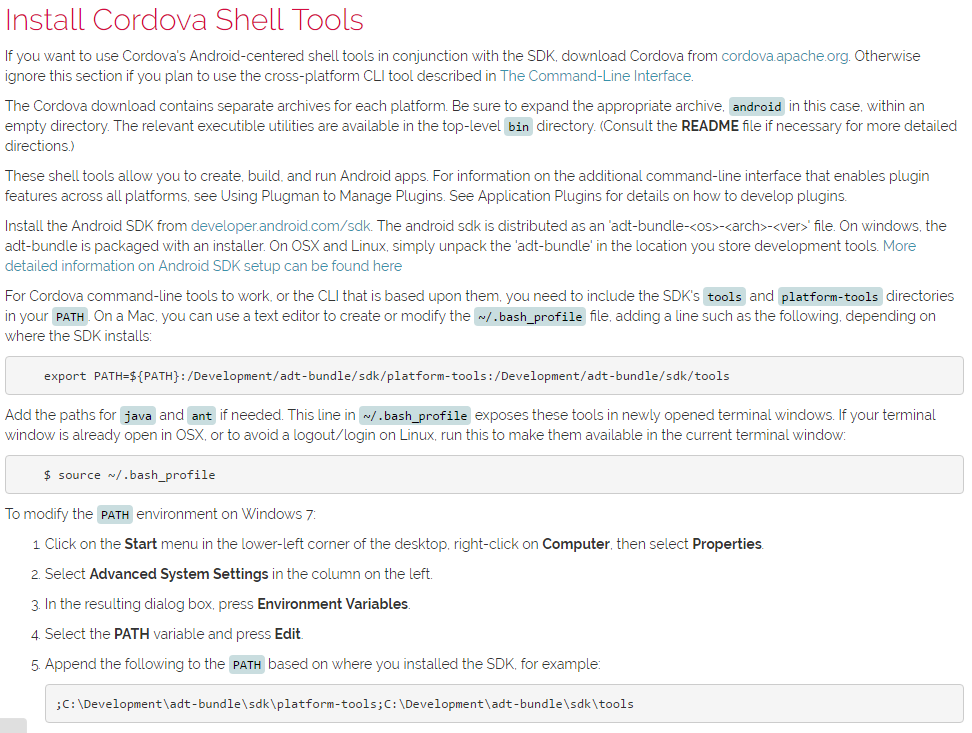 Install Cordova Shell Tools
If you want to use Cordova's Android-centered shell tools in conjunction with the SDK, download Cordova from cordova.apache.org. Otherwise
ignore this section if you plan to use the cross-platform CLI tool described in The Command-Line Interface.
The Cordova download contains separate archives for each platform. Be sure to expand the appropriate archive, android in this case, within an
empty directory. The relevant executible utilities are available in the top-level bin directory. (Consult the README file if necessary for more detailed
directions.)
These shell tools allow you to create, build, and run Android apps. For information on the additional command-line interface that enables plugin
features across all platforms, see Using Plugman to Manage Plugins. See Application Plugins for details on how to develop plugins.
Install the Android SDK from developer.android.com/sdk. The android sdk is distributed as an 'adt-bundle-<os>-<arch>-<ver>' file. On windows, the
adt-bundle is packaged with an installer. On OSX and Linux, simply unpack the 'adt-bundle' in the location you store development tools. More
detailed information on Android SDK setup can be found here
For Cordova command-line tools to work, or the CLI that is based upon them, you need to include the SDK's tools and platform-tools directories
in your PATH. On a Mac, you can use a text editor to create or modify the ~/.bash_profile file, adding a line such as the following, depending on
where the SDK installs:
export PATH=${PATH}:/Development/adt-bundle/sdk/platform-tools:/Development/adt-bundle/sdk/tools
Add the paths for java and ant if needed. This line in ~/.bash_profile exposes these tools in newly opened terminal windows. If your terminal
window is already open in OSX, or to avoid a logout/login on Linux, run this to make them available in the current terminal window:
$ source ~/.bash_profile
To modify the PATH environment on Windows 7:
1. Click on the Start menu in the lower-left corner of the desktop, right-click on Computer, then select Properties.
2. Select Advanced System Settings in the column on the left.
3. In the resulting dialog box, press Environment Variables.
4. Select the PATH variable and press Edit.
5. Append the following to the PATH based on where you installed the SDK, for example:
;C:\Development\adt-bundle\sdk\platform-tools;C:\Development\adt-bundle\sdk\tools